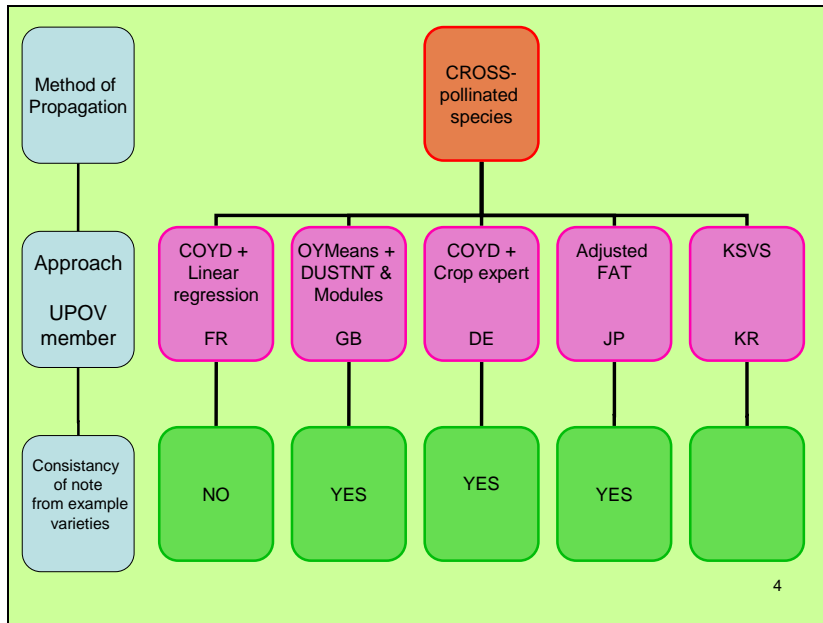 Method of
Propagation
CROSS-
pollinated
species
Approach
UPOV
member
COYD +
Linear
regression
FR
OYMeans +
DUSTNT &
Modules
GB
COYD +
Crop expert
DE
Adjusted
FAT
JP
KSVS
KR
Consistancy
of note
from example
varieties
NO
YES
YES
YES
4